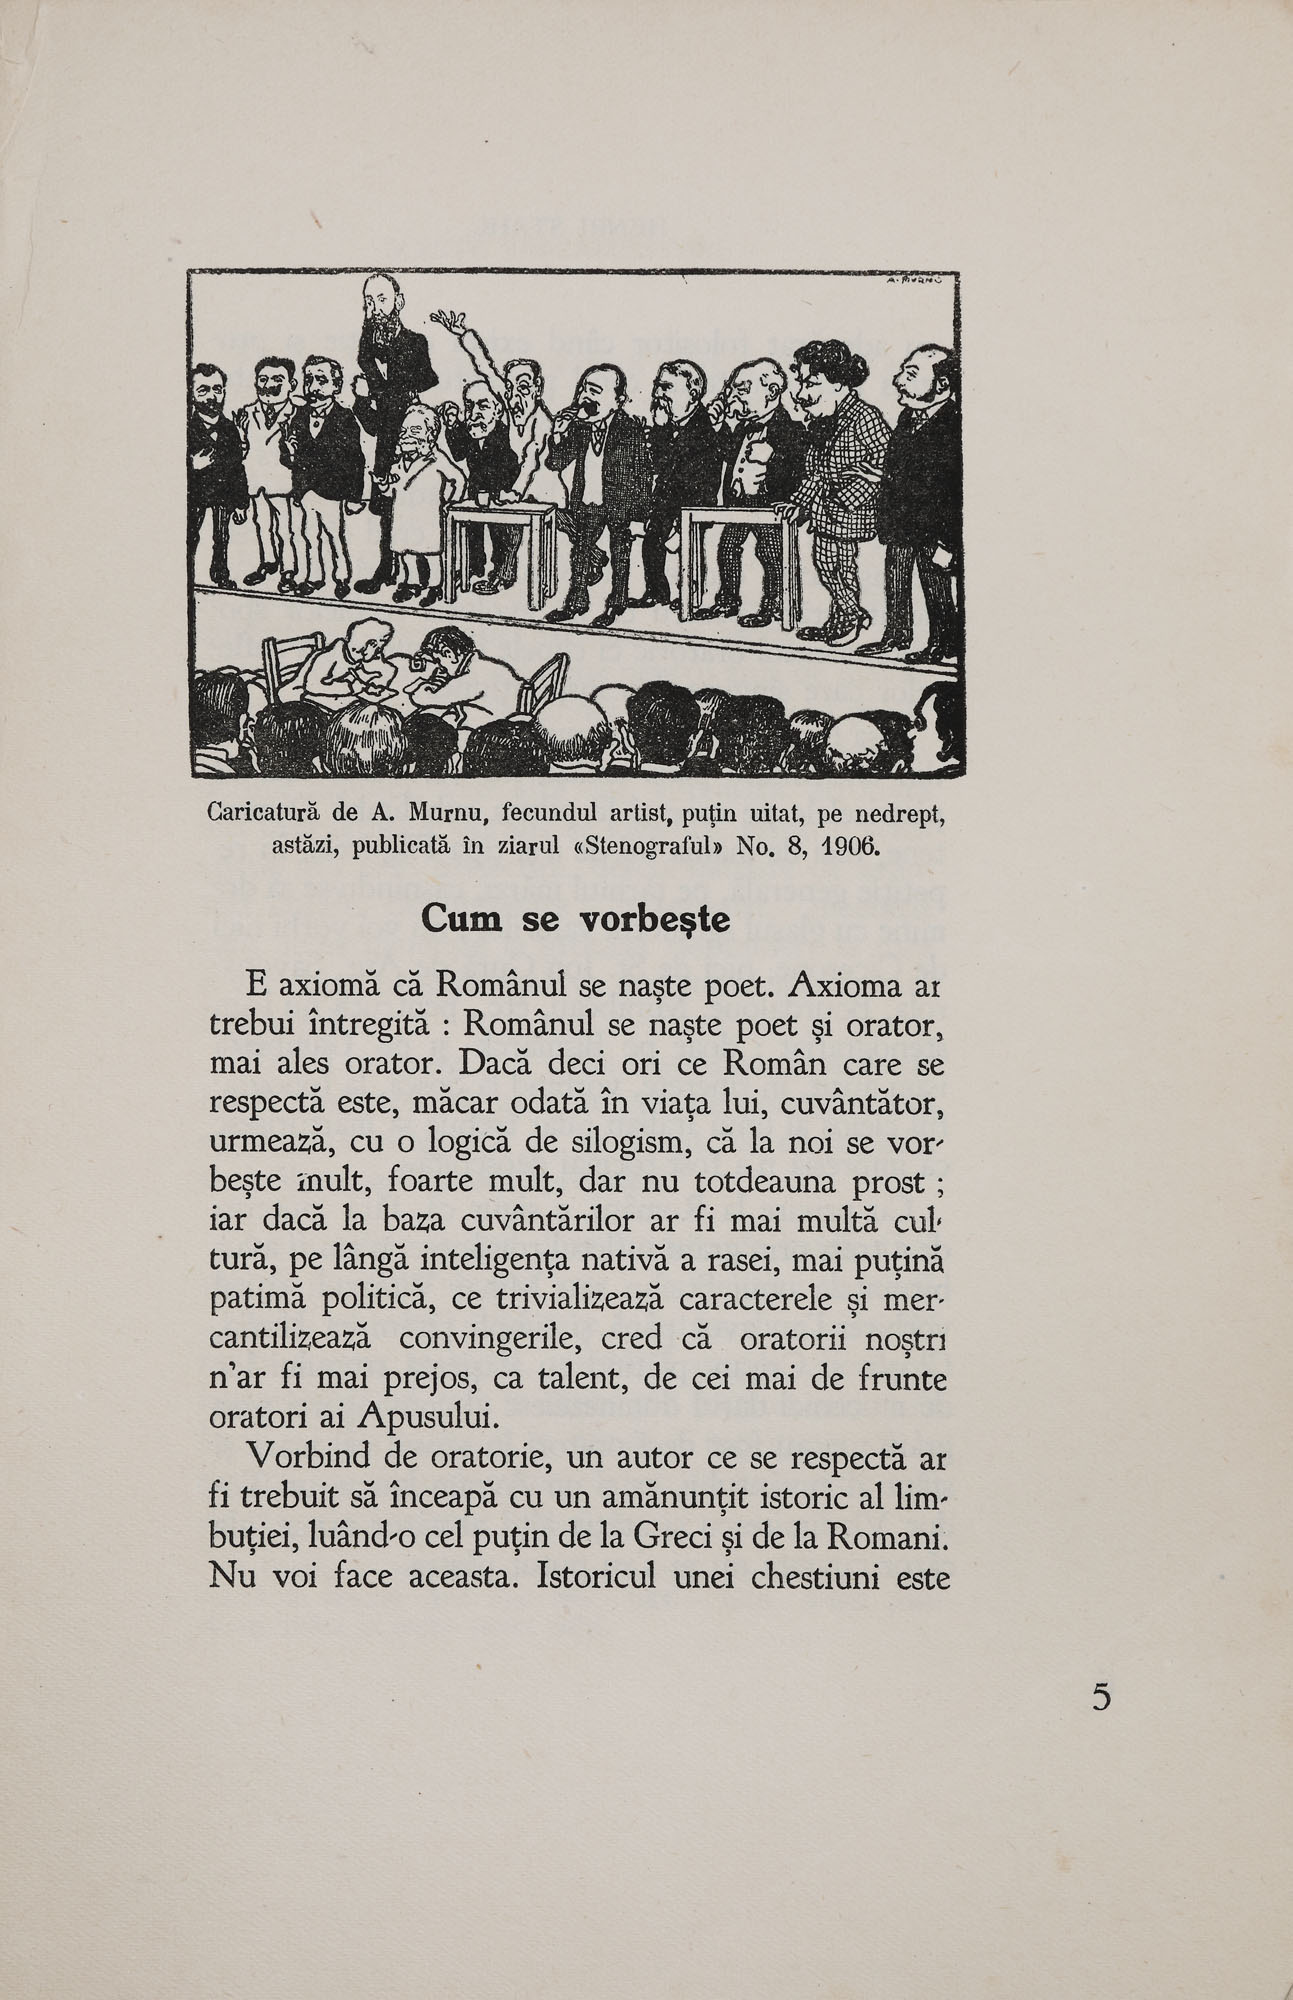 A. MURNU
Caricatură de A. Murnu, fecundul artist, puțin uitat, pe nedrept,
astăzi, publicată în ziarul «Stenograful» No. 8, 1906.
Cum se vorbește
E axiomă că Românul se naște poet. Axioma ar
trebui întregită : Românul se naște poet și orator,
mai ales orator. Dacă deci ori ce Român care se
respectă este, măcar odată în viața lui, cuvântător,
urmează, cu o logică de silogism, că la noi se vor-
bește mult, foarte mult, dar nu totdeauna prost ;
iar dacă la baza cuvântărilor ar fi mai multă cul-
tură, pe lângă inteligența nativă a rasei, mai puțină
patimă politică, ce trivializează caracterele și mer-
cantilizează convingerile, cred că oratorii noștri
n'ar fi mai prejos, ca talent, de cei mai de frunte
oratori ai Apusului.
Vorbind de oratorie, un autor ce se respectă ar
fi trebuit să înceapă cu un amănunțit istoric al lim-
buției, luând-o cel puțin de la Greci și de la Romani.
Nu voi face aceasta. Istoricul unei chestiuni este
5